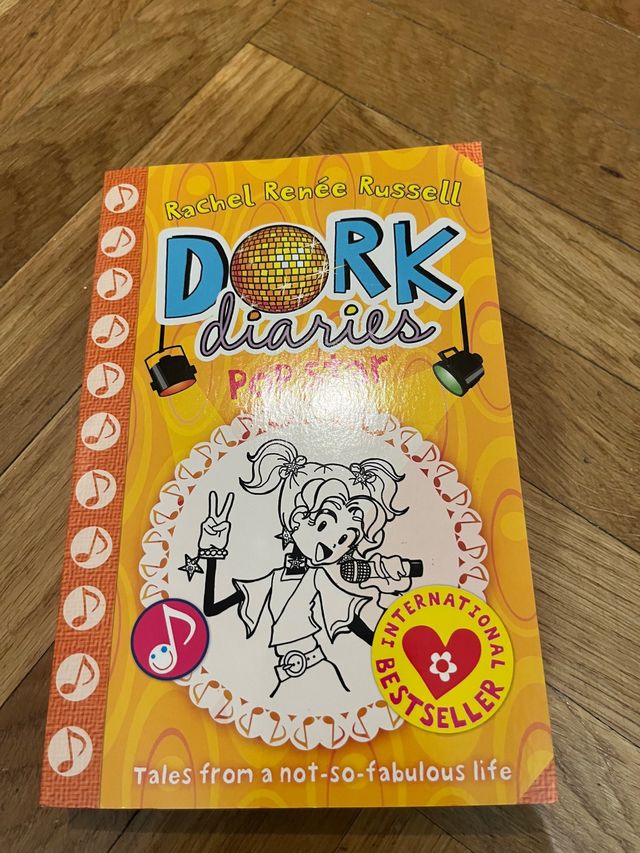 Rachel Renée Russell
DORK
diaries
Pop Star
INTERNATIONAL
BESTSELLER
Tales from a not-so-fabulous life